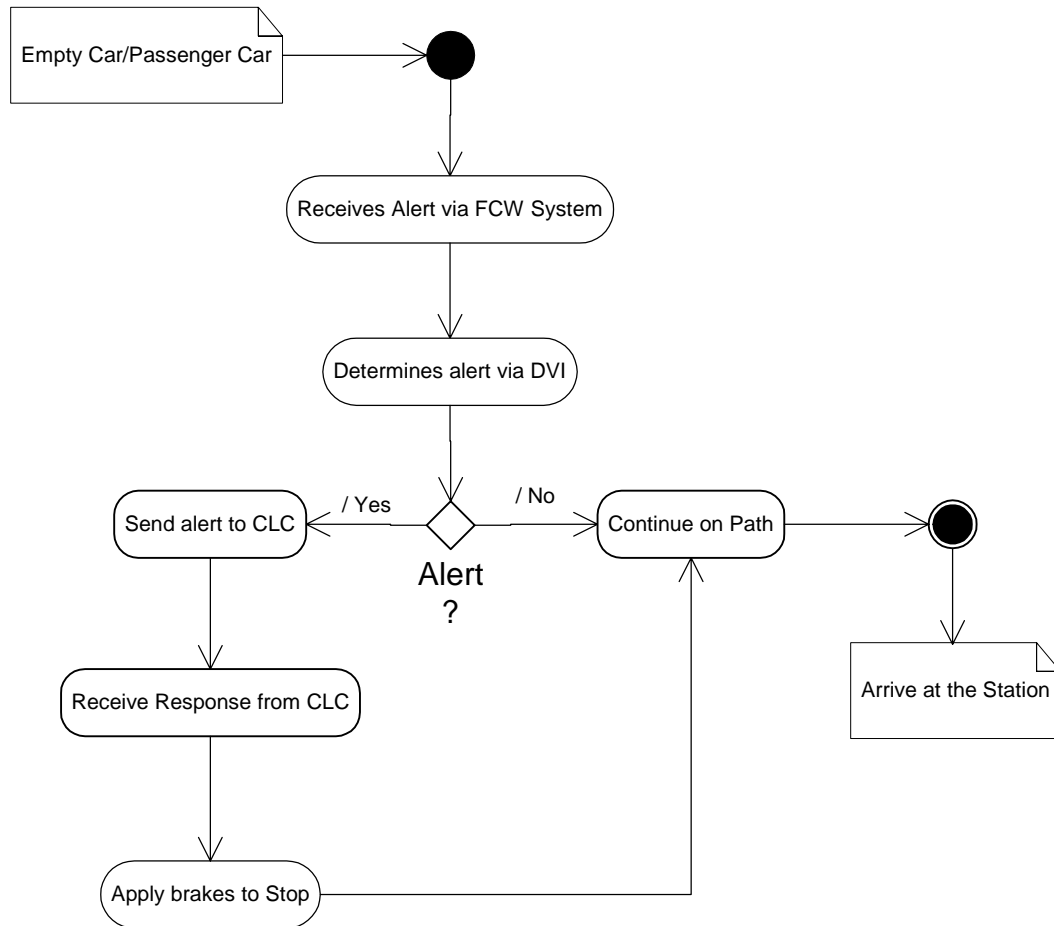 Empty Car/Passenger Car
Receives Alert via FCW System
Determines alert via DVI
/ Yes
/ No
Send alert to CLC
Continue on Path
Alert
?
Receive Response from CLC
Arrive at the Station
Apply brakes to Stop